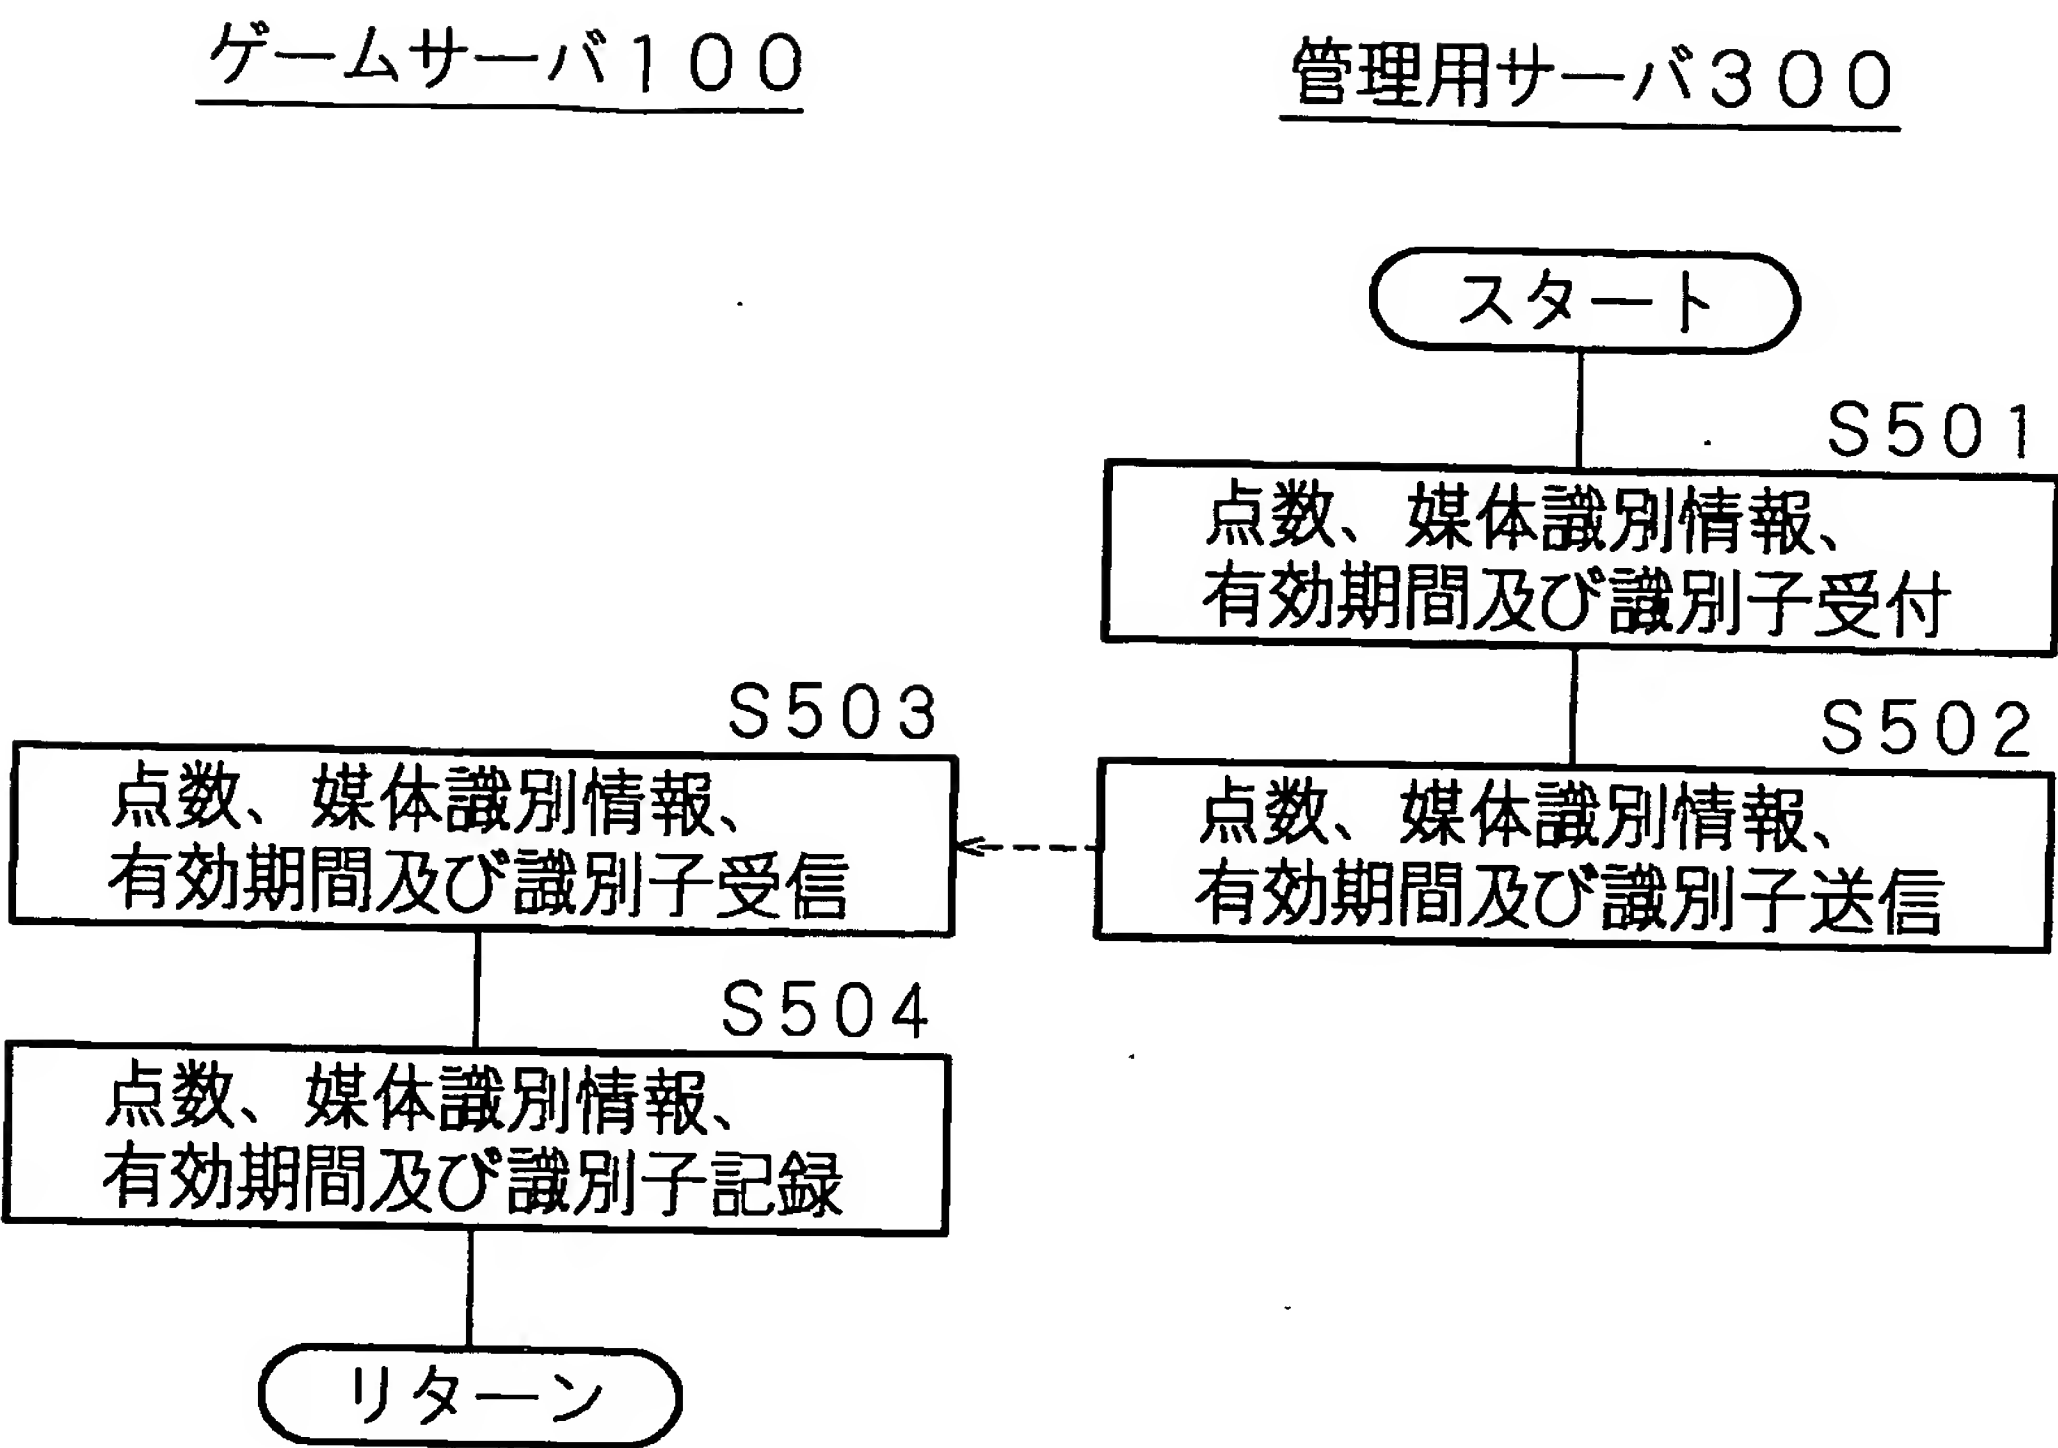 ゲームサーバ１００
管理用サーバ３００
スタート
Ｓ５０１
点数、媒体識別情報、
有効期間及び識別子受付
Ｓ５０２
点数、媒体識別情報、
有効期間及び識別子送信
Ｓ５０３
点数、媒体識別情報、
有効期間及び識別子受信
Ｓ５０４
点数、媒体識別情報、
有効期間及び識別子記録
リターン